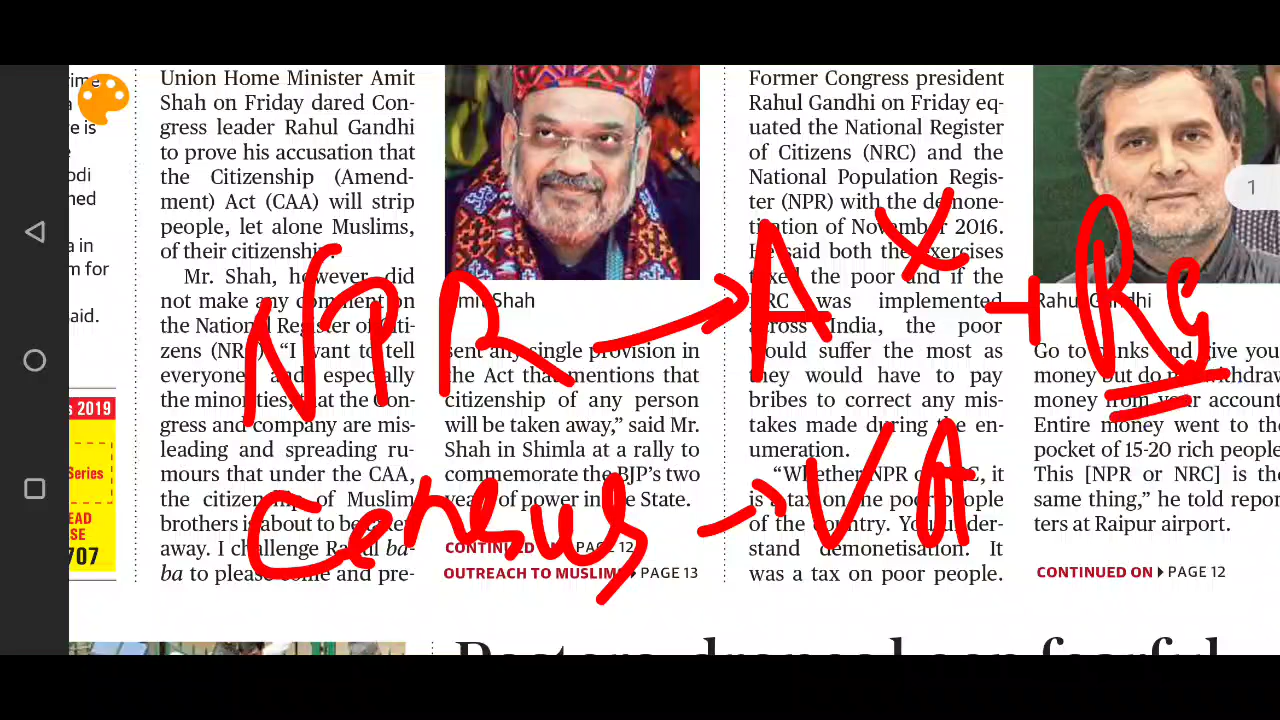 rime
a
e is
e
odi
ned
a in
m for
said.
s 2019
Series
EAD
SE
707
Union Home Minister Amit
Shah on Friday dared Con-
gress leader Rahul Gandhi
to prove his accusation that
the Citizenship (Amend-
ment) Act (CAA) will strip
people, let alone Muslims,
of their citizenship.
Mr. Shah, however, did
not make any comment on
the National Register of Citi-
zens (NRC). “I want to tell
everyone, and especially
the minorities, that the Con-
gress and company are mis-
leading and spreading ru-
mours that under the CAA,
the citizenship of Muslim
brothers is about to be taken
away. I challenge Rahul ba-
ba to please come and pre-
Amit Shah
sent any single provision in
the Act that mentions that
citizenship of any person
will be taken away,” said Mr.
Shah in Shimla at a rally to
commemorate the BJP’s two
years of power in the State.
CONTINUED ON PAGE 12
OUTREACH TO MUSLIMS PAGE 13
Former Congress president
Rahul Gandhi on Friday eq-
uated the National Register
of Citizens (NRC) and the
National Population Regis-
ter (NPR) with the demone-
tisation of November 2016.
He said both the exercises
taxed the poor and if the
NRC was implemented
across India, the poor
would suffer the most as
they would have to pay
bribes to correct any mis-
takes made during the en-
umeration.
“Whether NPR or NRC, it
is a tax on the poor people
of the country. You under-
stand demonetisation. It
was a tax on poor people.
1
Rahul Gandhi
Go to banks and give your
money but do not withdraw
money from your account.
Entire money went to the
pocket of 15-20 rich people.
This [NPR or NRC] is the
same thing,” he told repor-
ters at Raipur airport.
CONTINUED ON PAGE 12
NPR → A x + RG
Census → VA